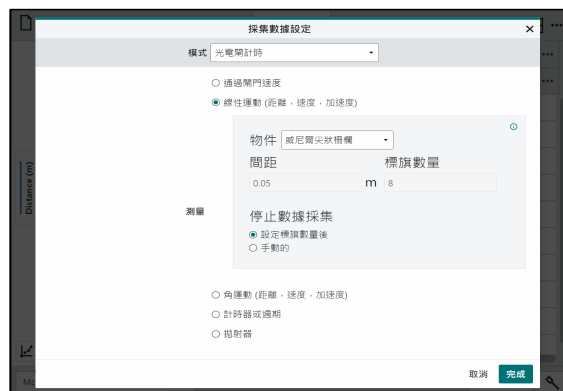 採集數據設定
模式 光電閘計時
通過閘門速度
線性運動 (距離，速度，加速度)
物件 威尼爾尖狀柵欄
間距 標旗數量
0.05 m 8
測量
停止數據採集
設定標旗數量後
手動的
角運動 (距離，速度，加速度)
計時器或週期
拋射器
取消 完成
Distance (m)
Mo